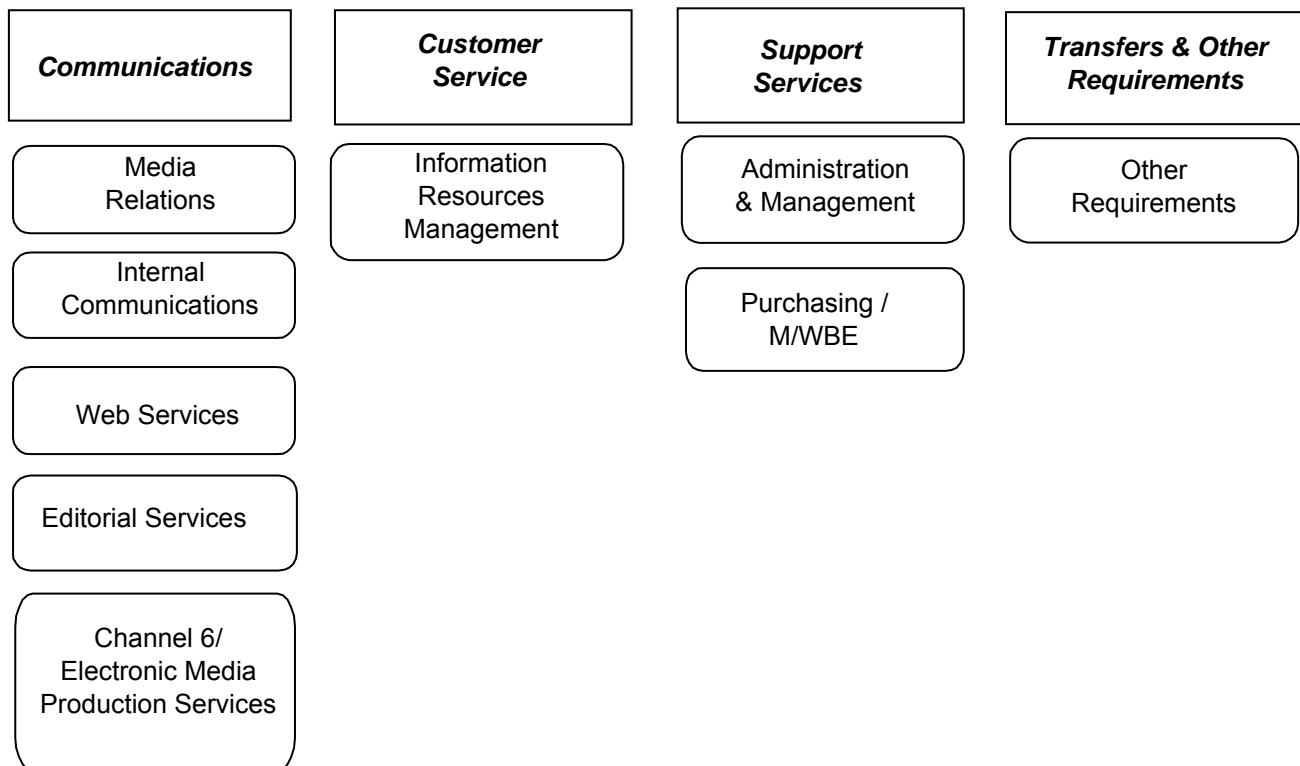 Communications
Media
Relations
Internal
Communications
Web Services
Editorial Services
Channel 6/
Electronic Media
Production Services
Customer
Service
Information
Resources
Management
Support
Services
Administration
& Management
Purchasing /
M/WBE
Transfers & Other
Requirements
Other
Requirements